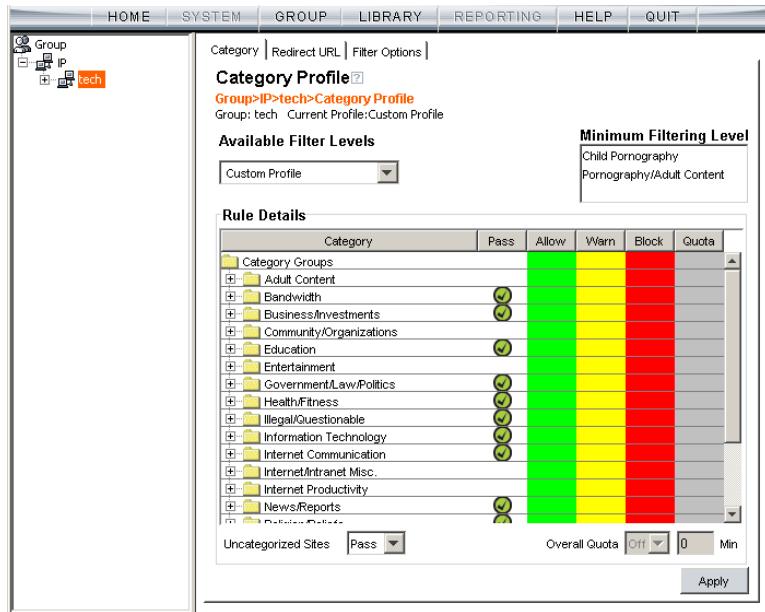 HOME SYSTEM GROUP LIBRARY REPORTING HELP QUIT
Group
IP
tech
Category Redirect URL Filter Options
Category Profile?
Group>IP>tech>Category Profile
Group: tech Current Profile:Custom Profile
Available Filter Levels
Custom Profile
Minimum Filtering Level
Child Pornography
Pornography/Adult Content
Rule Details
Category Pass Allow Warn Block Quota
Category Groups
Adult Content
Bandwidth
Business/Investments
Community/Organizations
Education
Entertainment
Government/Law/Politics
Health/Fitness
Illegal/Questionable
Information Technology
Internet Communication
Internet/Intranet Misc.
Internet Productivity
News/Reports
Religion/Beliefs
Uncategorized Sites Pass Overall Quota Off 0 Min
Apply